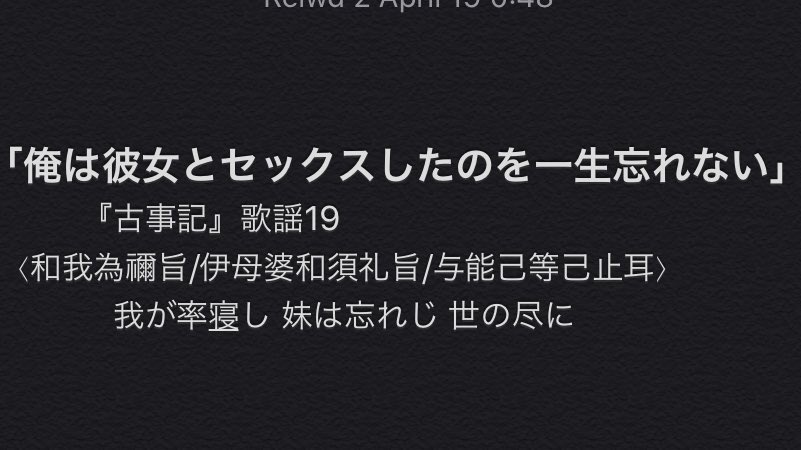 Reiwa 2 April 19 0:48
「俺は彼女とセックスしたのを一生忘れない」
『古事記』歌謡19
〈和我為禰旨/伊母婆和須礼旨/与能己等己止耳〉
我が率寝し 妹は忘れじ 世の尽に